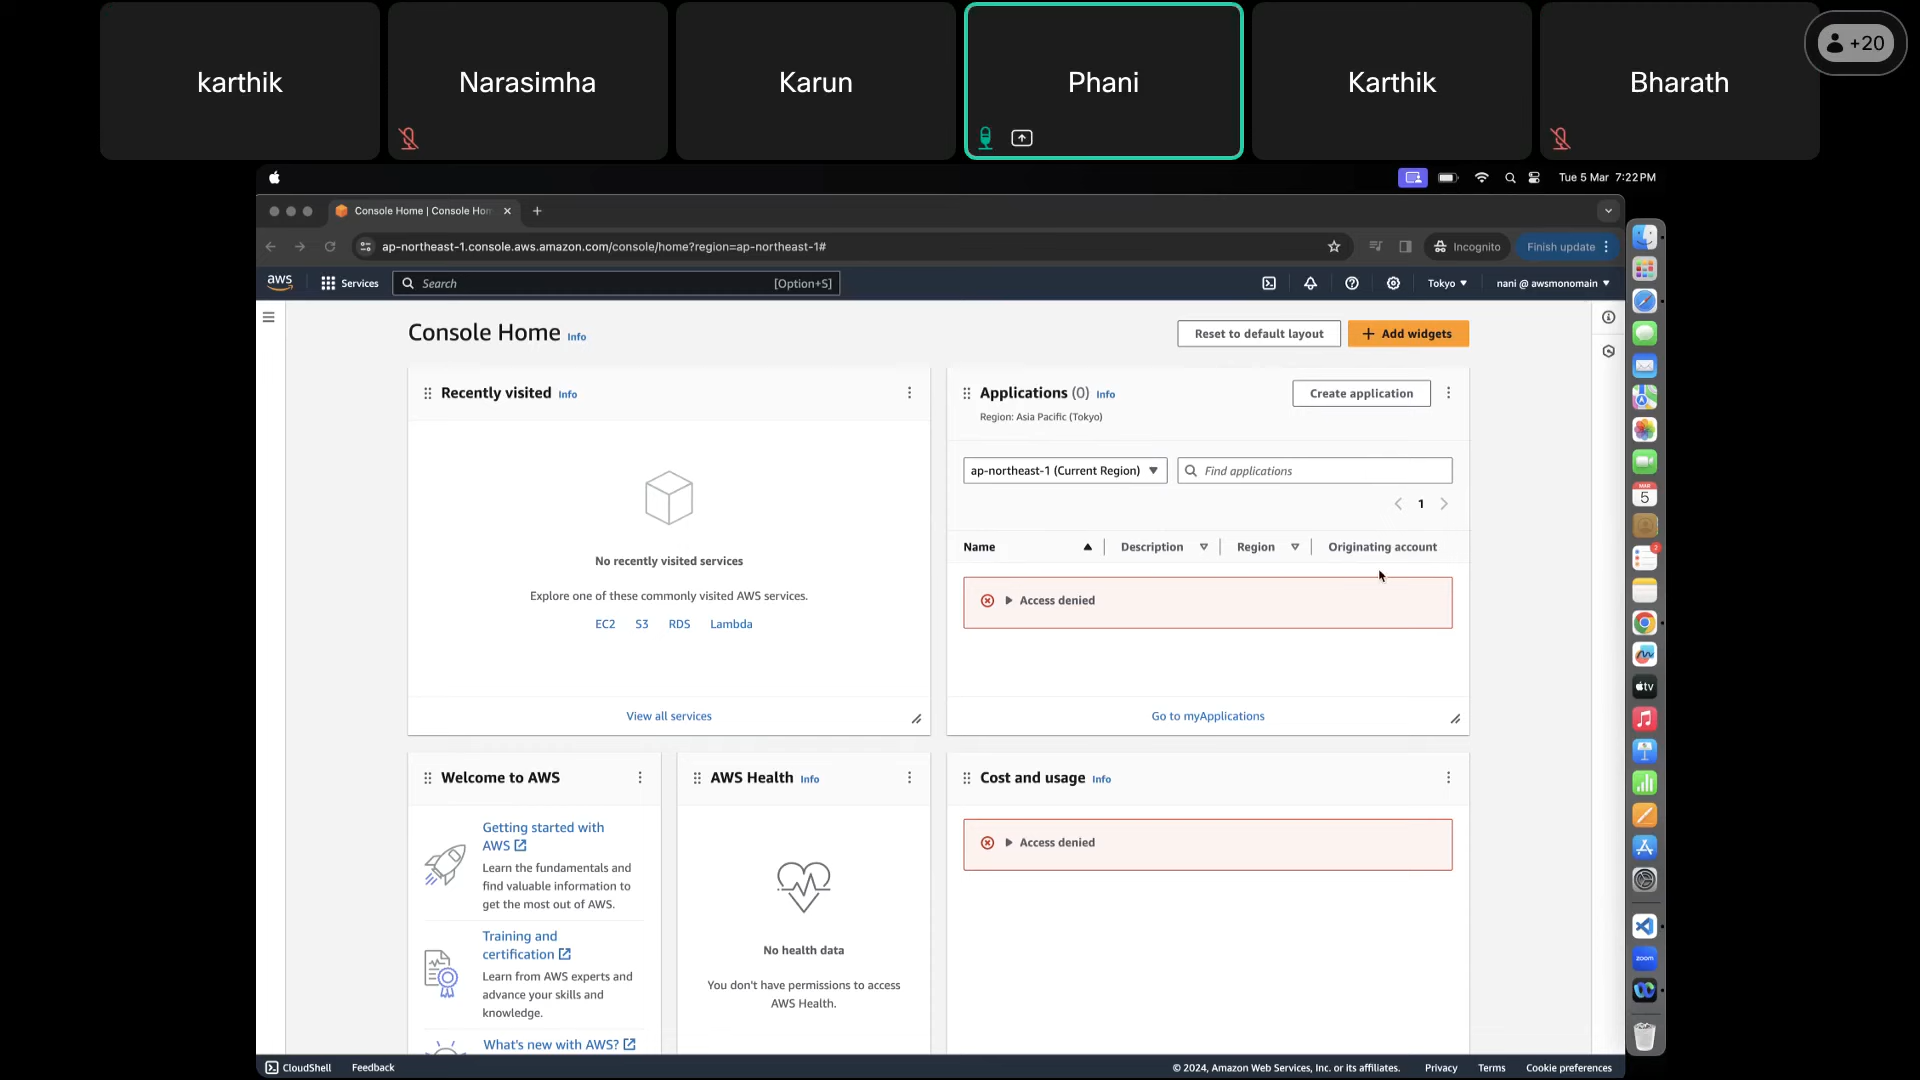 karthik
Narasimha
Karun
Phani
Karthik
Bharath
+20
Tue 5 Mar 7:22PM
Console Home | Console Hom
ap-northeast-1.console.aws.amazon.com/console/home?region=ap-northeast-1#
Incognito
Finish update
aws
Services
Search
[Option+S]
Tokyo
nani @ awsmonomain
Console Home Info
Reset to default layout
Add widgets
Recently visited Info
No recently visited services
Explore one of these commonly visited AWS services.
EC2 S3 RDS Lambda
View all services
Applications (0) Info
Region: Asia Pacific (Tokyo)
Create application
ap-northeast-1 (Current Region)
Find applications
1
Name Description Region Originating account
Access denied
Go to myApplications
Welcome to AWS
Getting started with
AWS
Learn the fundamentals and
find valuable information to
get the most out of AWS.
Training and
certification
Learn from AWS experts and
advance your skills and
knowledge.
What's new with AWS?
AWS Health Info
No health data
You don't have permissions to access
AWS Health.
Cost and usage Info
Access denied
MAR
5
2
tv
zoom
CloudShell
Feedback
© 2024, Amazon Web Services, Inc. or its affiliates.
Privacy
Terms
Cookie preferences